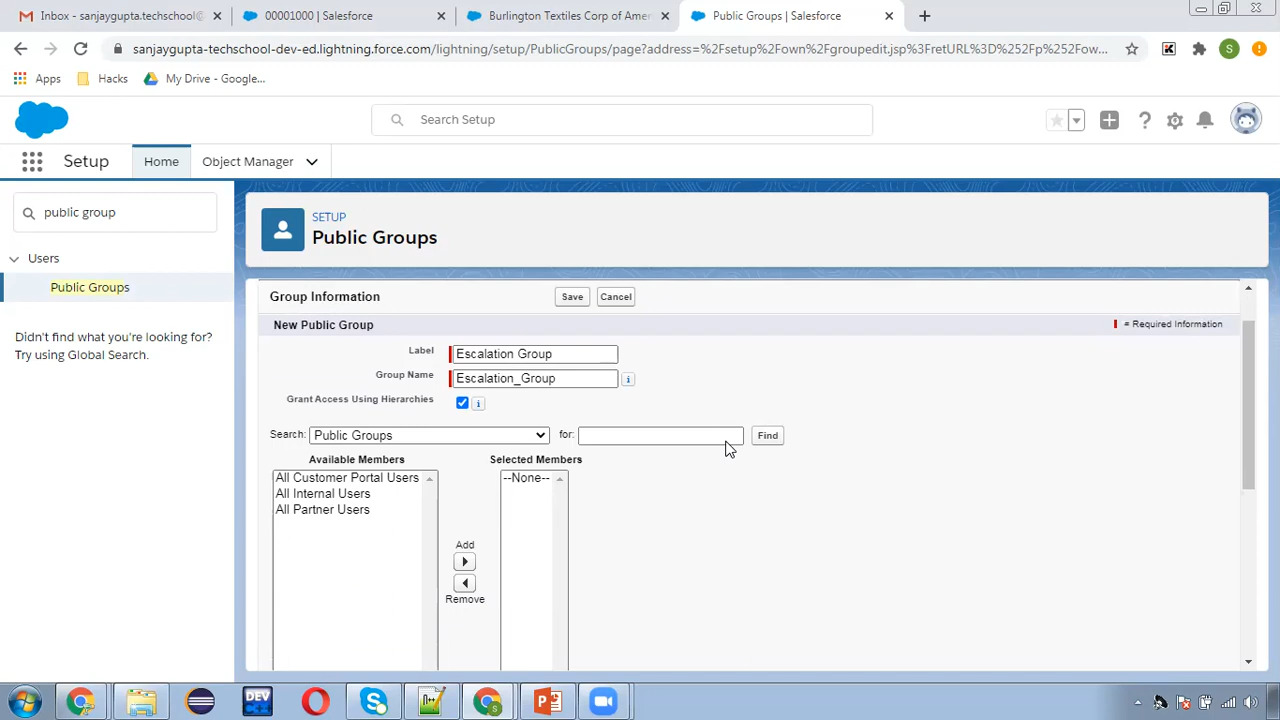 Inbox - sanjaygupta.techschool@
00001000 | Salesforce
Burlington Textiles Corp of Amer
Public Groups | Salesforce
sanjaygupta-techschool-dev-ed.lightning.force.com/lightning/setup/PublicGroups/page?address=%2Fsetup%2Fown%2Fgroupedit.jsp%3FretURL%3D%252Fp%252Fow...
S
Apps
Hacks
My Drive - Google...
Search Setup
Setup
Home
Object Manager
public group
SETUP
Public Groups
Users
Public Groups
Didn't find what you're looking for?
Try using Global Search.
Group Information
Save
Cancel
New Public Group
= Required Information
Label
Escalation Group
Group Name
Escalation_Group
i
Grant Access Using Hierarchies
i
Search:
Public Groups
for:
Find
Available Members
Selected Members
All Customer Portal Users
All Internal Users
All Partner Users
--None--
Add
Remove
DEV